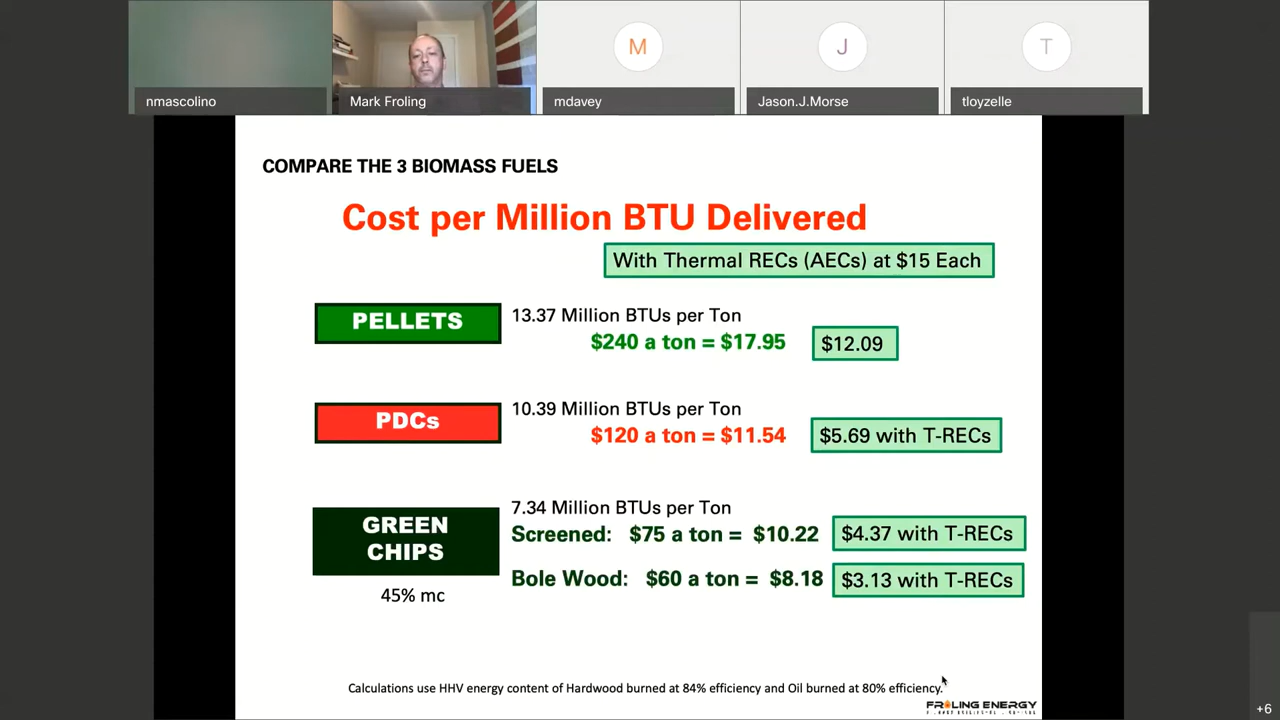 M
J
T
nmascolino
Mark Froling
mdavey
Jason.J.Morse
tloyzelle
COMPARE THE 3 BIOMASS FUELS
Cost per Million BTU Delivered
With Thermal RECs (AECs) at $15 Each
PELLETS
13.37 Million BTUs per Ton
$240 a ton = $17.95
$12.09
PDCs
10.39 Million BTUs per Ton
$120 a ton = $11.54
$5.69 with T-RECs
GREEN
CHIPS
45% mc
7.34 Million BTUs per Ton
Screened: $75 a ton = $10.22
$4.37 with T-RECs
Bole Wood: $60 a ton = $8.18
$3.13 with T-RECs
Calculations use HHV energy content of Hardwood burned at 84% efficiency and Oil burned at 80% efficiency.
FROLING ENERGY
+6